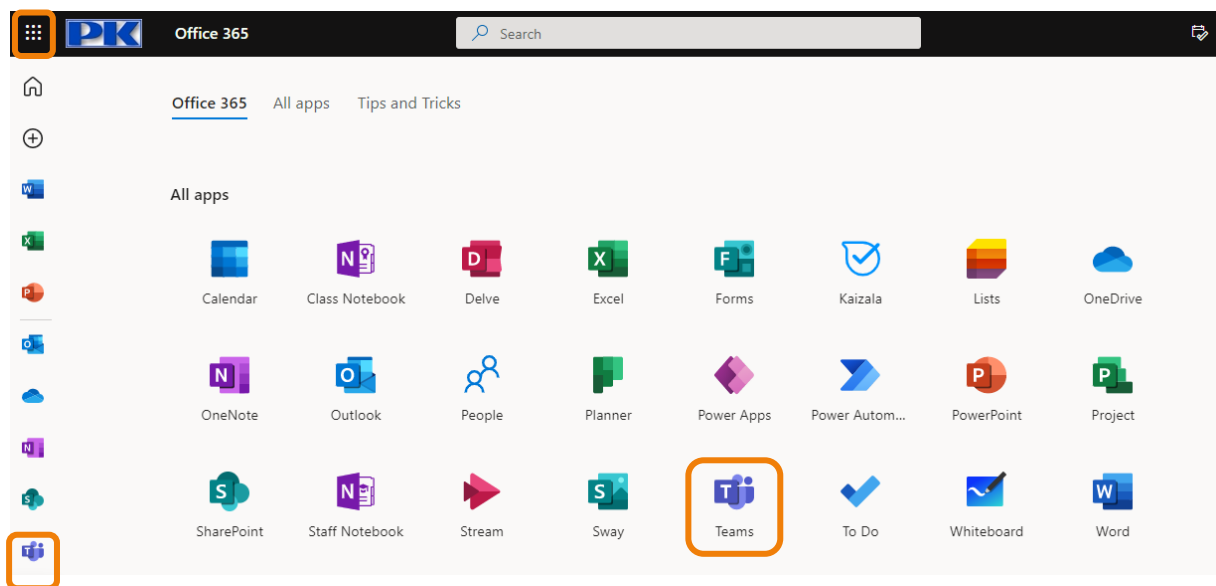 PK Office 365 Search
Office 365 All apps Tips and Tricks
All apps
Calendar Class Notebook Delve Excel Forms Kaizala Lists OneDrive
OneNote Outlook People Planner Power Apps Power Autom... PowerPoint Project
SharePoint Staff Notebook Stream Sway Teams To Do Whiteboard Word